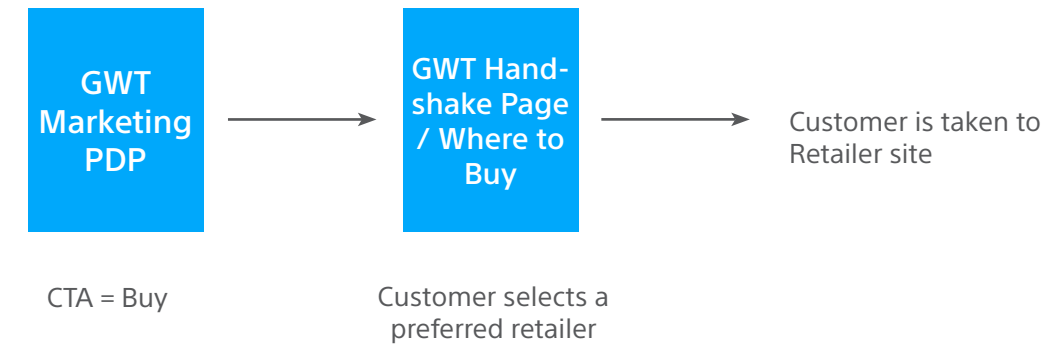 GWT
Marketing
PDP
GWT Hand-
shake Page
/ Where to
Buy
Customer is taken to
Retailer site
CTA = Buy
Customer selects a
preferred retailer